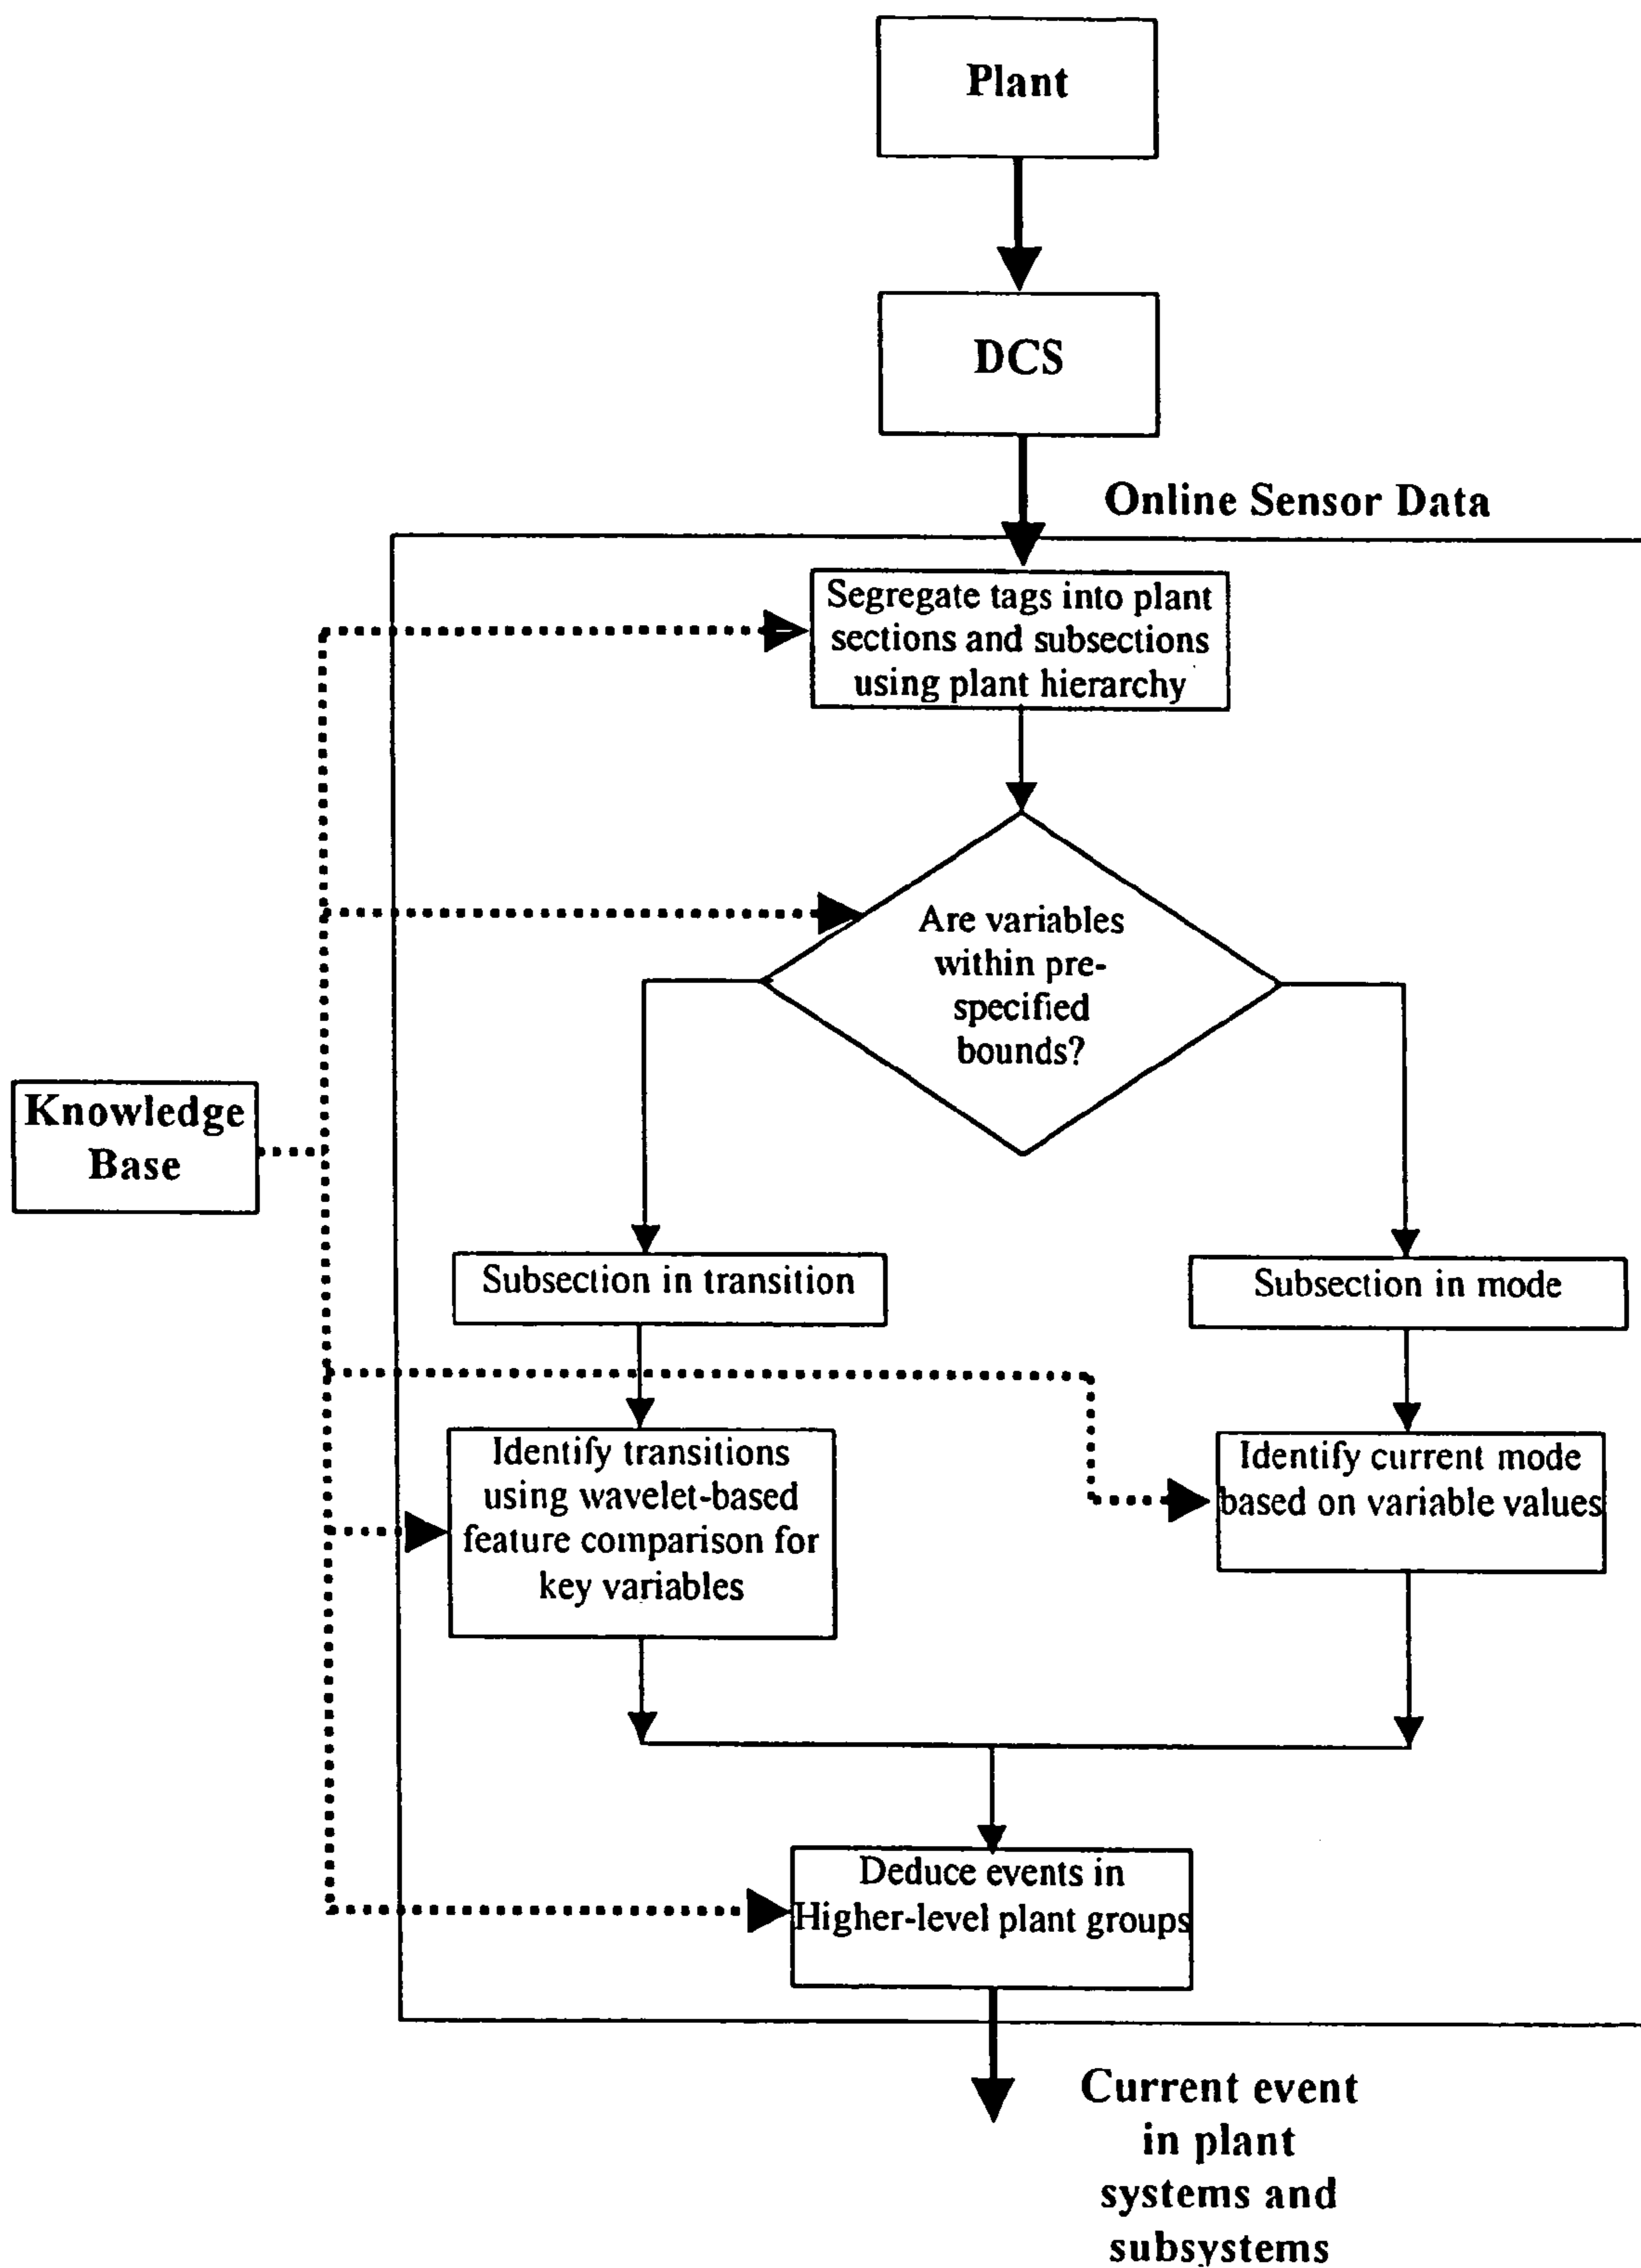 Plant
DCS
Online Sensor Data
Segregate tags into plant
sections and subsections
using plant hierarchy
Are variables
within pre-
specified
bounds?
Knowledge
Base
Subsection in transition
Subsection in mode
Identify transitions
using wavelet-based
feature comparison for
key variables
Identify current mode
based on variable values
Deduce events in
Higher-level plant groups
Current event
in plant
systems and
subsystems